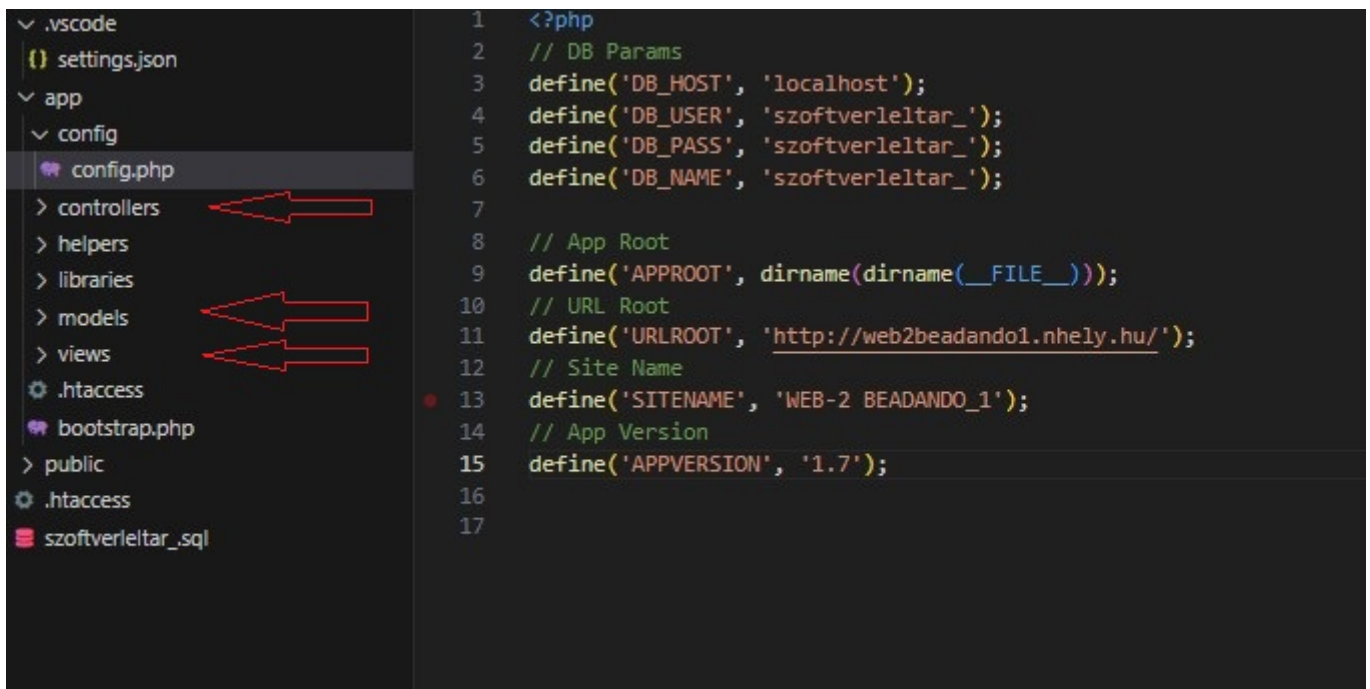 .vscode
{} settings.json
app
config
config.php
controllers
helpers
libraries
models
views
.htaccess
bootstrap.php
public
.htaccess
szoftverleltar_.sql
1 <?php
2 // DB Params
3 define('DB_HOST', 'localhost');
4 define('DB_USER', 'szoftverleltar_');
5 define('DB_PASS', 'szoftverleltar_');
6 define('DB_NAME', 'szoftverleltar_');
7
8 // App Root
9 define('APPROOT', dirname(dirname(__FILE__)));
10 // URL Root
11 define('URLROOT', 'http://web2beadando1.nhely.hu/');
12 // Site Name
13 define('SITENAME', 'WEB-2 BEADANDO_1');
14 // App Version
15 define('APPVERSION', '1.7');
16
17